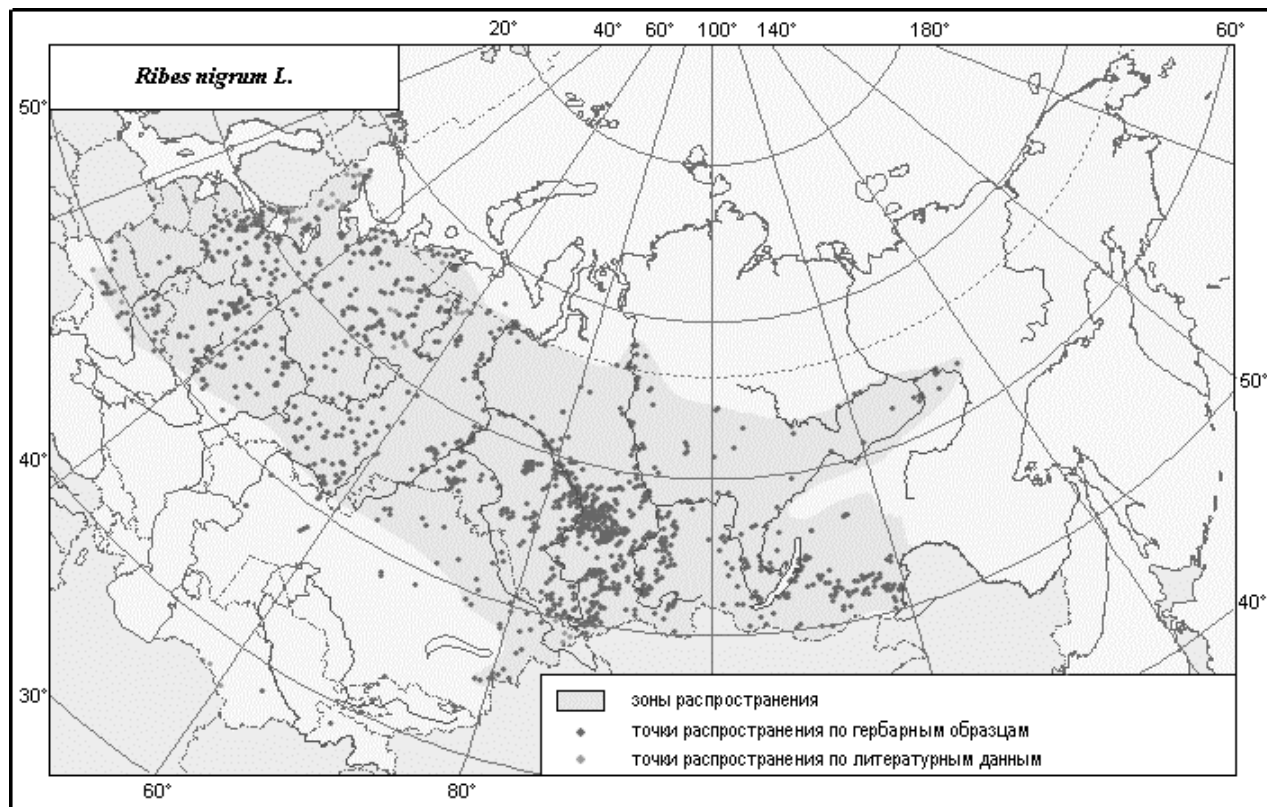 20° 40° 60° 100° 140° 180° 60°
Ribes nigrum L.
50°
50°
40°
40°
30°
зоны распространения
точки распространения по гербарным образцам
точки распространения по литературным данным
60° 80°